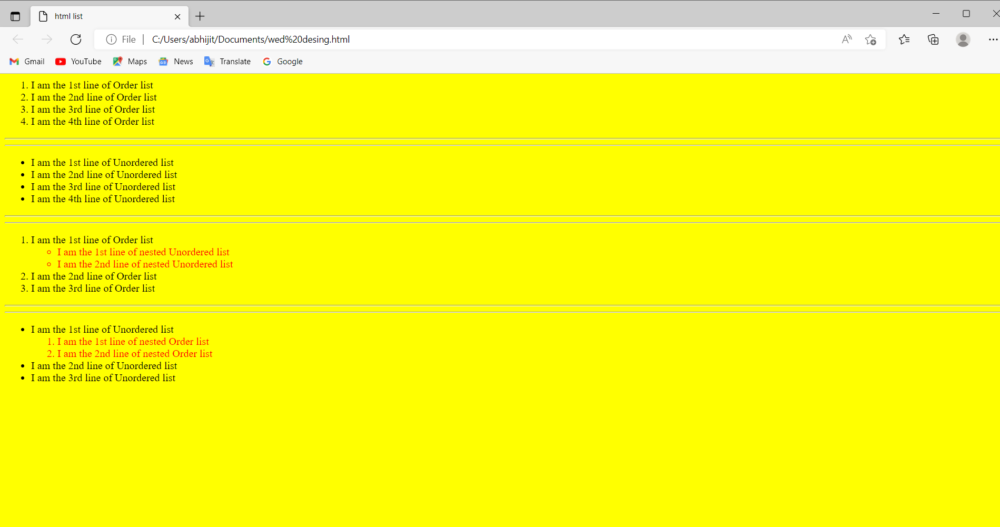 html list
File | C:/Users/abhijit/Documents/wed%20desing.html
Gmail YouTube Maps News Translate Google
1. I am the 1st line of Order list
2. I am the 2nd line of Order list
3. I am the 3rd line of Order list
4. I am the 4th line of Order list
• I am the 1st line of Unordered list
• I am the 2nd line of Unordered list
• I am the 3rd line of Unordered list
• I am the 4th line of Unordered list
1. I am the 1st line of Order list
○ I am the 1st line of nested Unordered list
○ I am the 2nd line of nested Unordered list
2. I am the 2nd line of Order list
3. I am the 3rd line of Order list
• I am the 1st line of Unordered list
1. I am the 1st line of nested Order list
2. I am the 2nd line of nested Order list
• I am the 2nd line of Unordered list
• I am the 3rd line of Unordered list